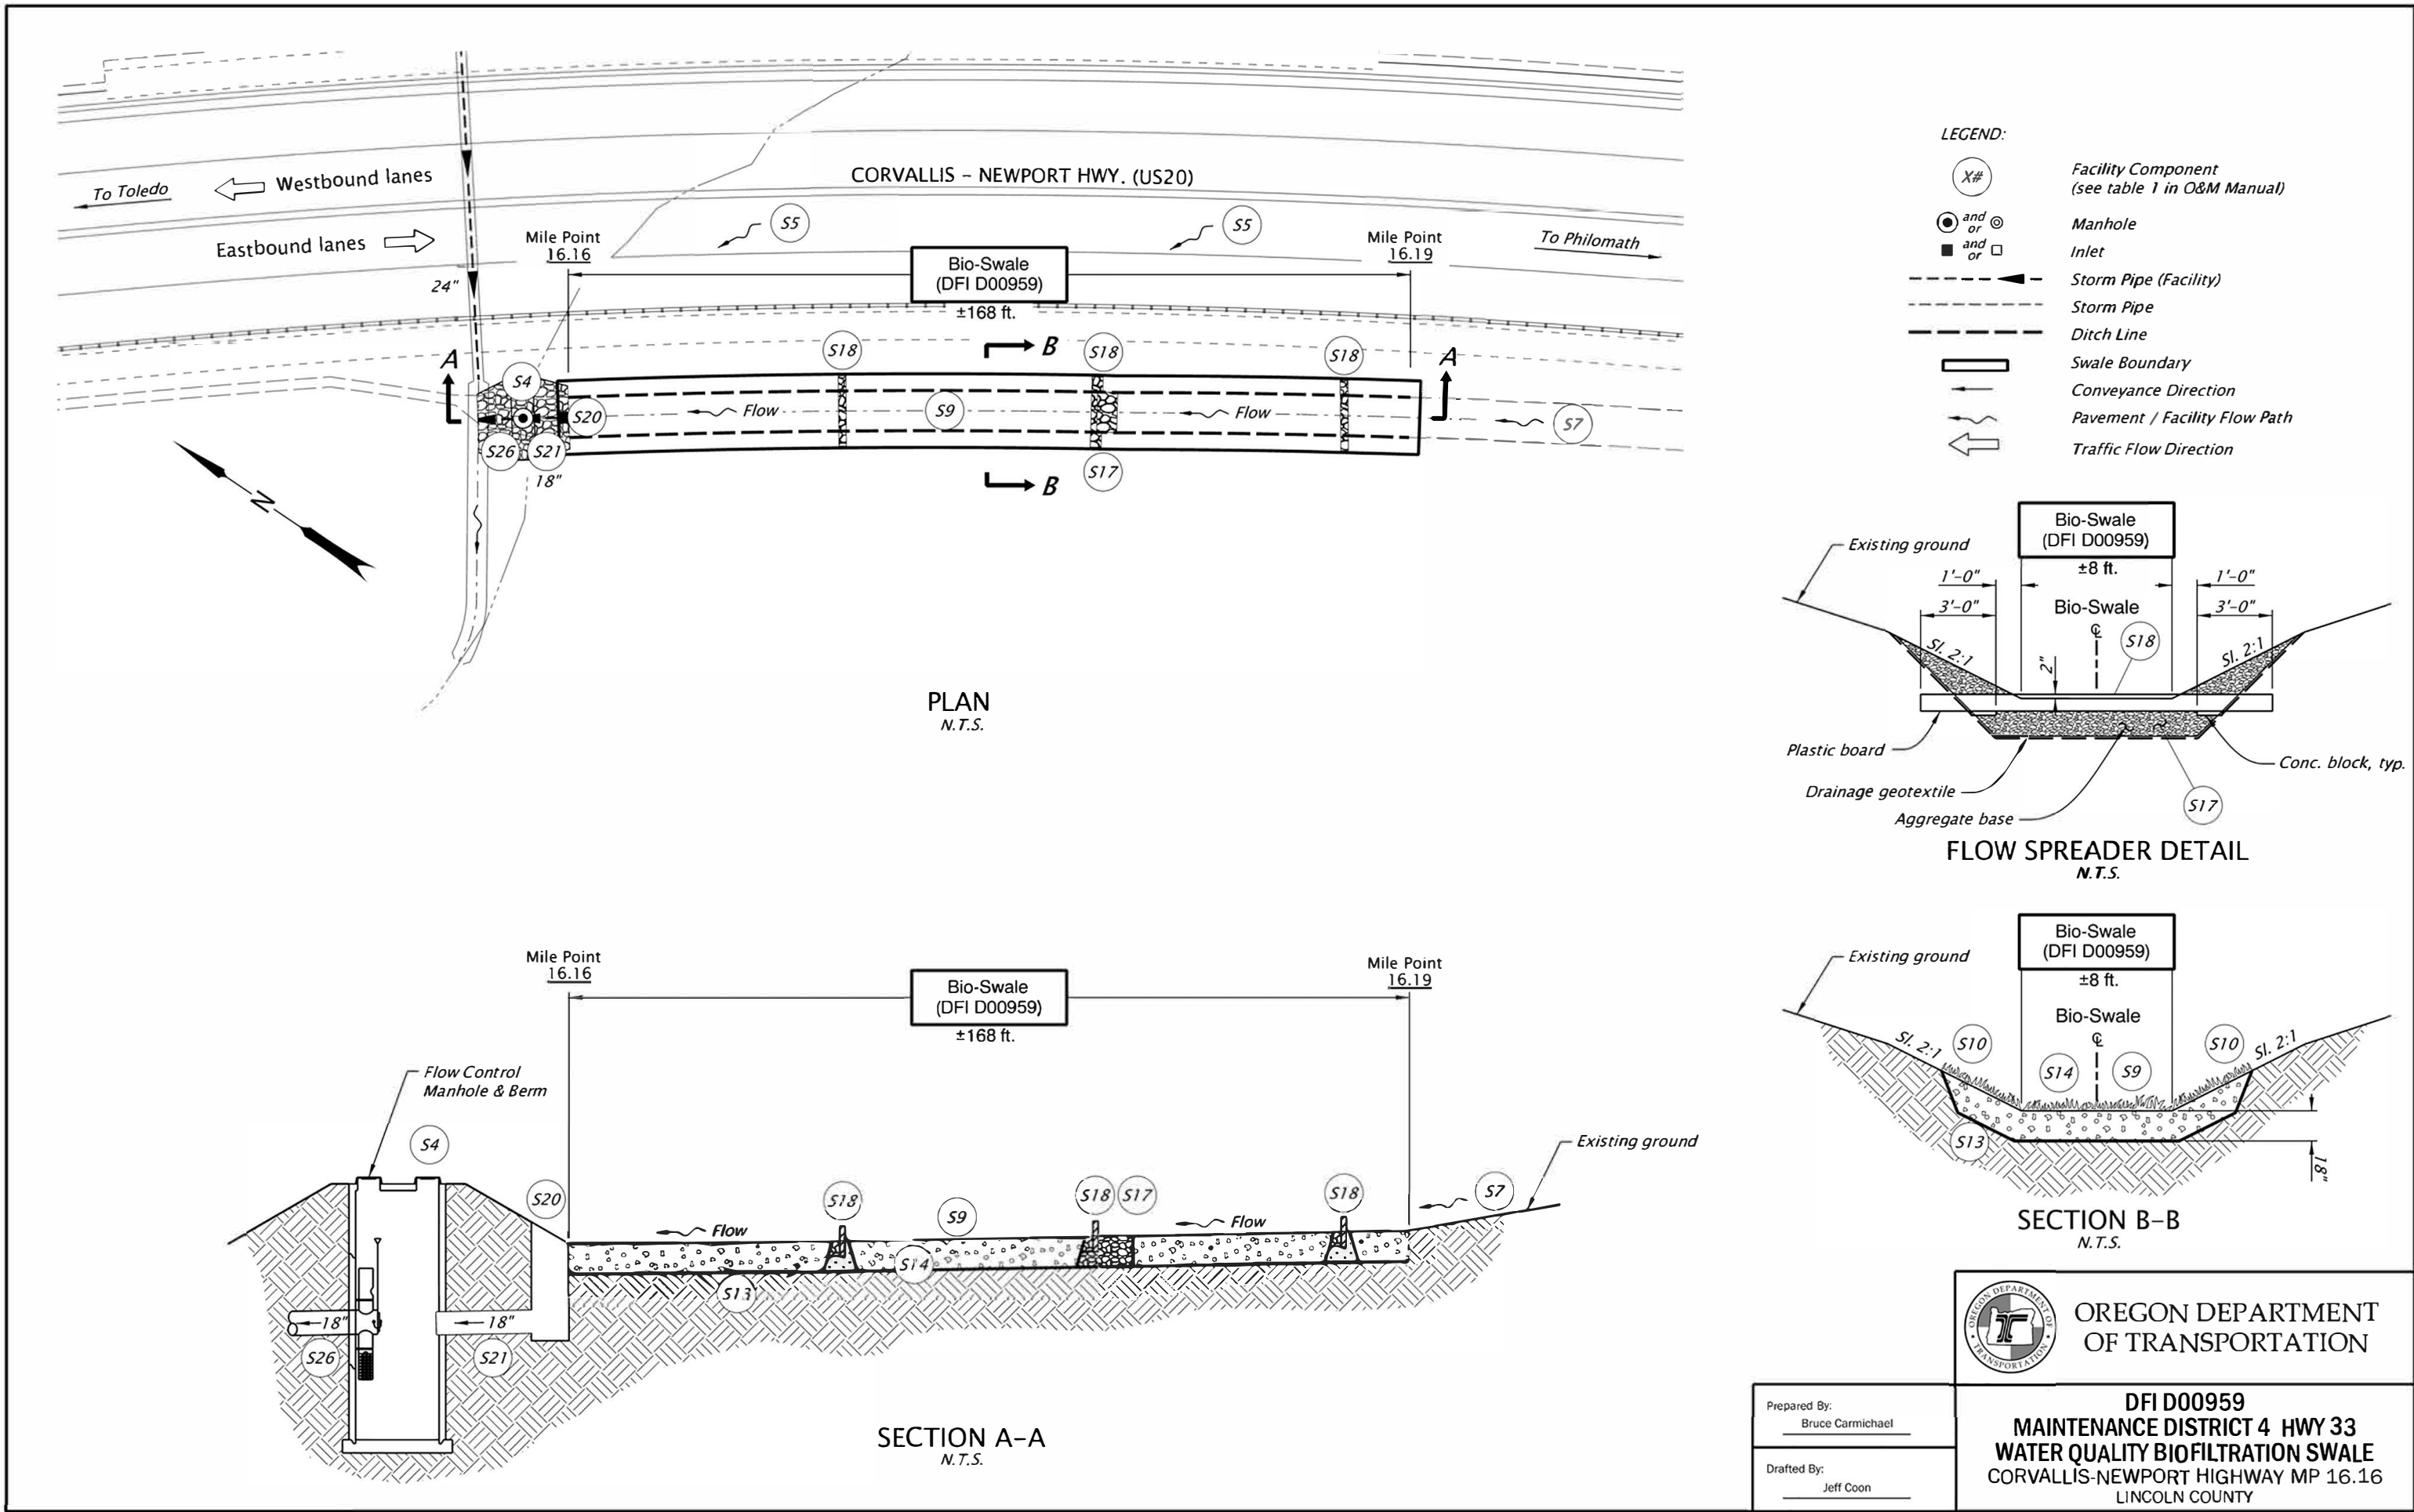 To Toledo
Westbound lanes
Eastbound lanes
CORVALLIS – NEWPORT HWY. (US20)
S5
S5
To Philomath
24"
Mile Point
16.16
Bio-Swale
(DFI D00959)
±168 ft.
Mile Point
16.19
A
S4
S18
B
S18
S18
A
S20
Flow
S9
Flow
S7
S26
S21
18"
B
S17
N
PLAN
N.T.S.
LEGEND:
X#
Facility Component
(see table 1 in O&M Manual)
and
or
Manhole
and
or
Inlet
Storm Pipe (Facility)
Storm Pipe
Ditch Line
Swale Boundary
Conveyance Direction
Pavement / Facility Flow Path
Traffic Flow Direction
Bio-Swale
(DFI D00959)
±8 ft.
Existing ground
1'-0"
1'-0"
3'-0"
Bio-Swale
3'-0"
℄
S18
Sl. 2:1
2"
Sl. 2:1
Plastic board
Conc. block, typ.
Drainage geotextile
Aggregate base
S17
FLOW SPREADER DETAIL
N.T.S.
Mile Point
16.16
Bio-Swale
(DFI D00959)
±168 ft.
Mile Point
16.19
Flow Control
Manhole & Berm
S4
Existing ground
S20
S18
S9
S18
S17
S18
S7
Flow
Flow
S14
S13
18"
18"
S26
S21
SECTION A–A
N.T.S.
Bio-Swale
(DFI D00959)
±8 ft.
Existing ground
Bio-Swale
℄
Sl. 2:1
S10
S10
Sl. 2:1
S14
S9
S13
18"
SECTION B–B
N.T.S.
OREGON DEPARTMENT OF TRANSPORTATION
OREGON DEPARTMENT
OF TRANSPORTATION
Prepared By:
Bruce Carmichael
Drafted By:
Jeff Coon
DFI D00959
MAINTENANCE DISTRICT 4 HWY 33
WATER QUALITY BIOFILTRATION SWALE
CORVALLIS-NEWPORT HIGHWAY MP 16.16
LINCOLN COUNTY